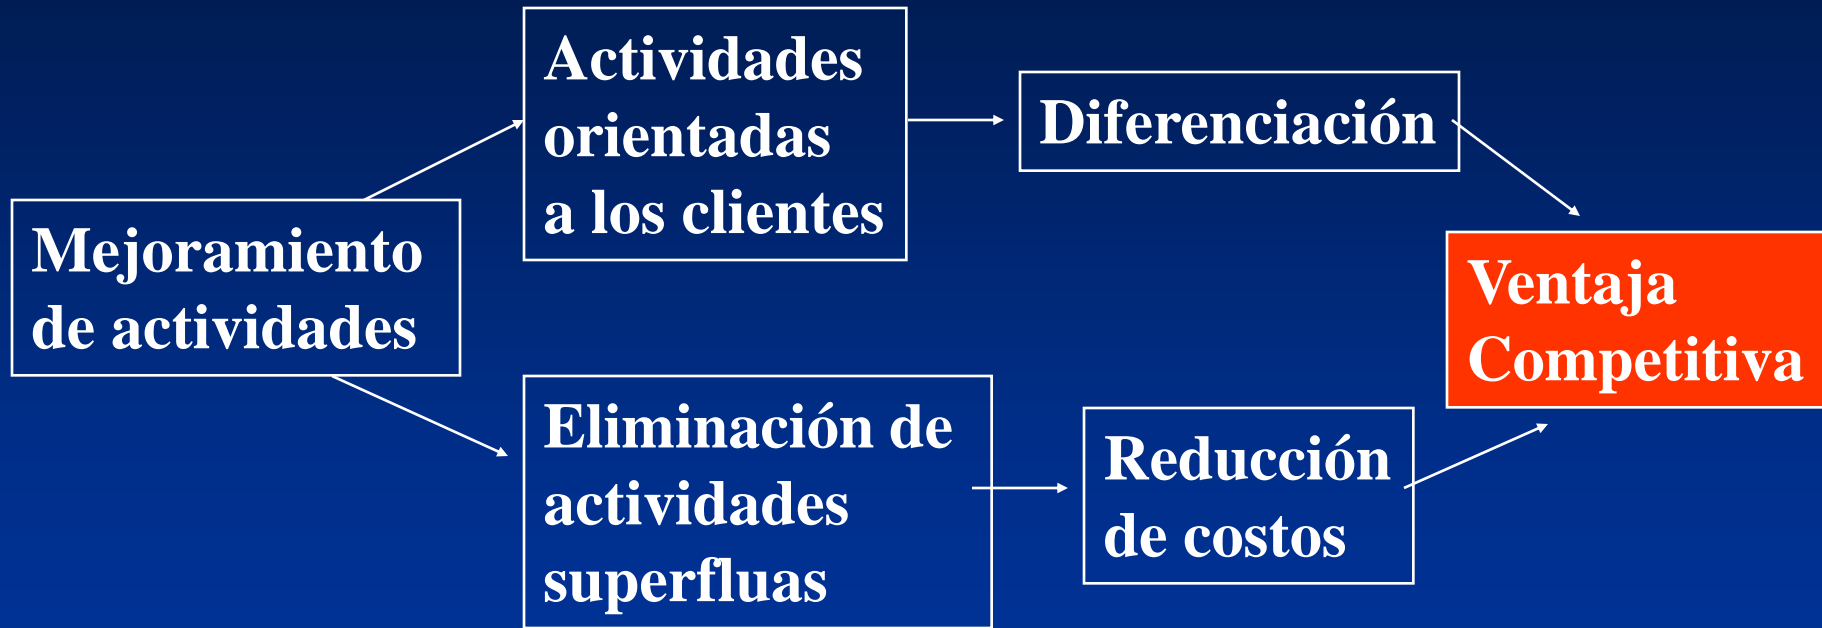 Actividades
orientadas
a los clientes
Diferenciación
Mejoramiento
de actividades
Ventaja
Competitiva
Eliminación de
actividades
superfluas
Reducción
de costos